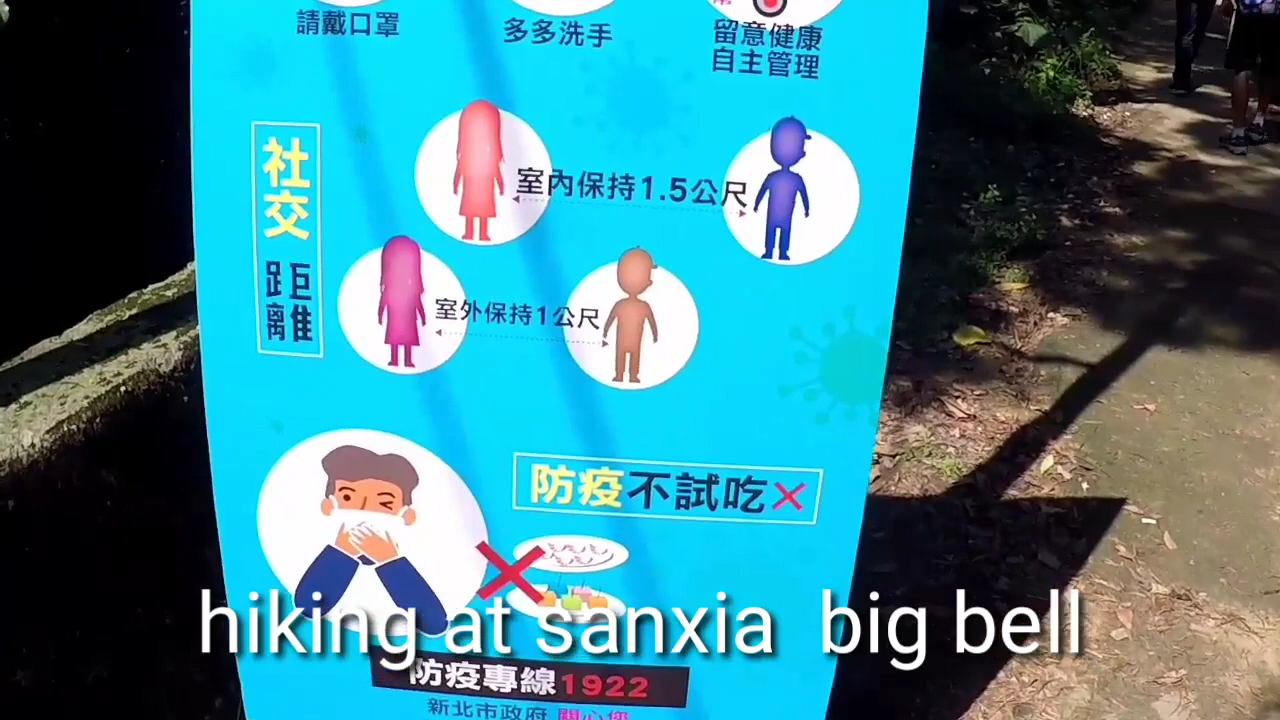 請戴口罩
多多洗手
留意健康
自主管理
社交
距離
室內保持1.5公尺
室外保持1公尺
防疫不試吃
hiking at sanxia big bell
防疫專線1922
新北市政府 關心您